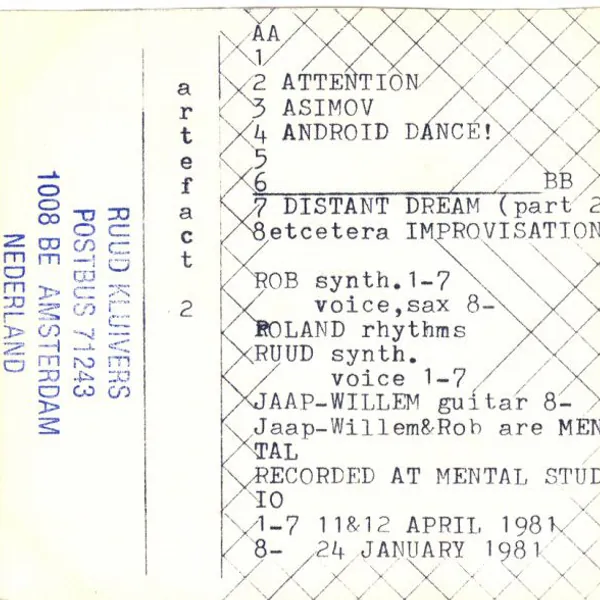 RUUD KLUIVERS
POSTBUS 71243
1008 BE AMSTERDAM
NEDERLAND
artefact 2
AA
1
2 ATTENTION
3 ASIMOV
4 ANDROID DANCE!
5
6 BB
7 DISTANT DREAM (part 2
8etcetera IMPROVISATION
ROB synth.1-7
voice,sax 8-
ROLAND rhythms
RUUD synth.
voice 1-7
JAAP-WILLEM guitar 8-
Jaap-Willem&Rob are MEN
TAL
RECORDED AT MENTAL STUD
IO
1-7 11&12 APRIL 1981
8- 24 JANUARY 1981